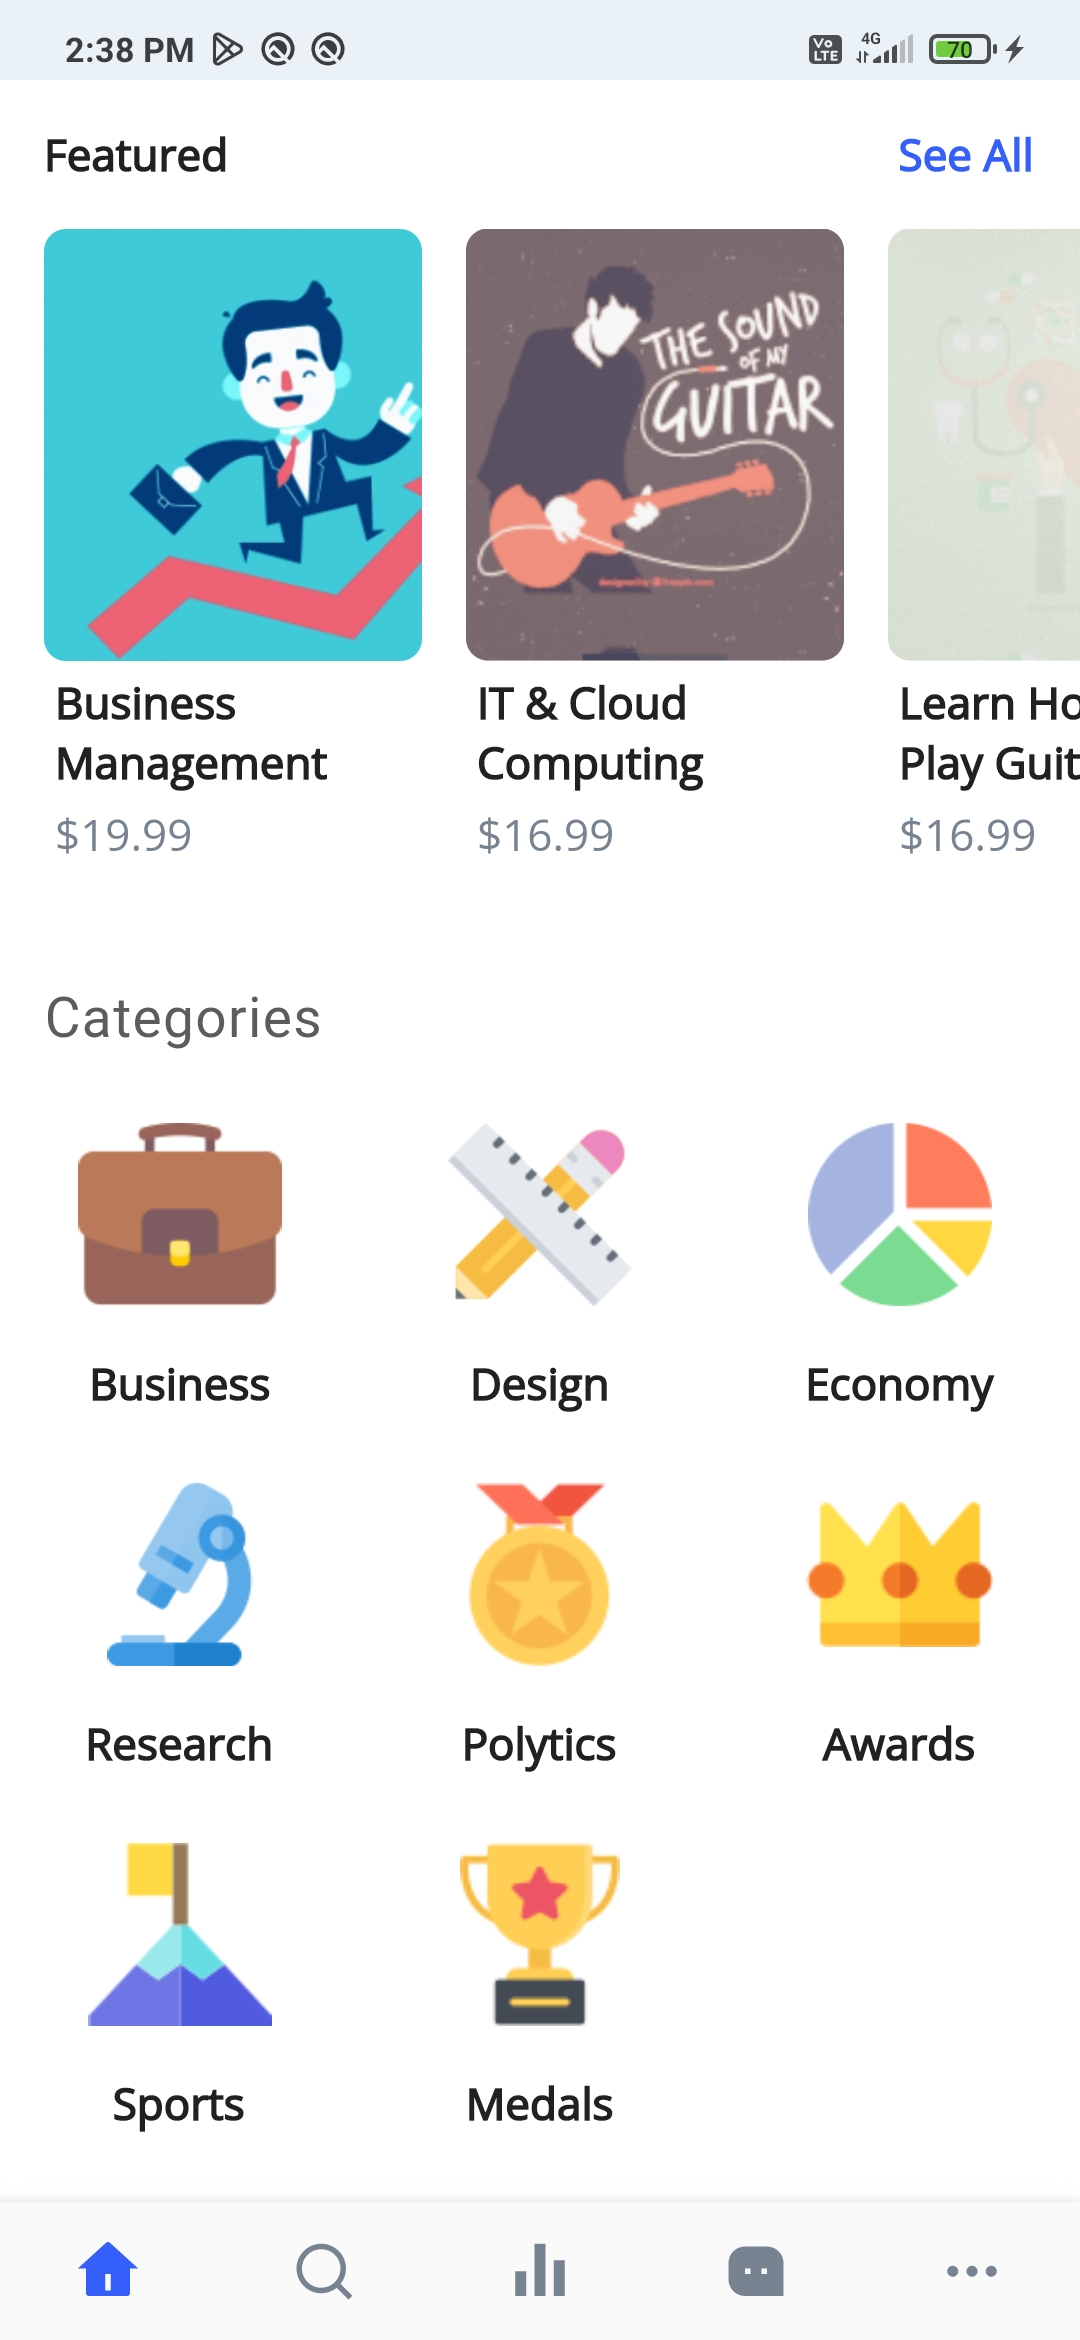 2:38 PM
Vo LTE 4G 70
Featured
See All
THE SOUND
OF MY
GUITAR
Business
Management
$19.99
IT & Cloud
Computing
$16.99
Learn Ho
Play Guit
$16.99
Categories
Business
Design
Economy
Research
Polytics
Awards
Sports
Medals